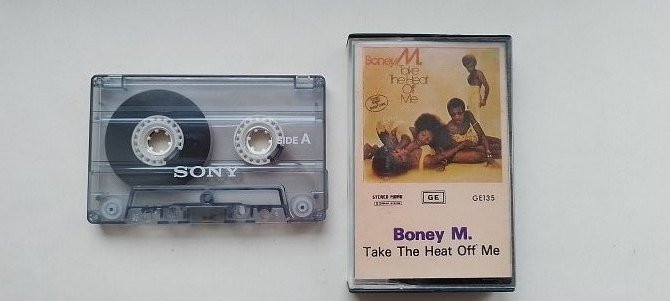 SIDE A
SONY
Boney M.
Take
The Heat
Off
Me
STEREO
GE
GE135
Boney M.
Take The Heat Off Me